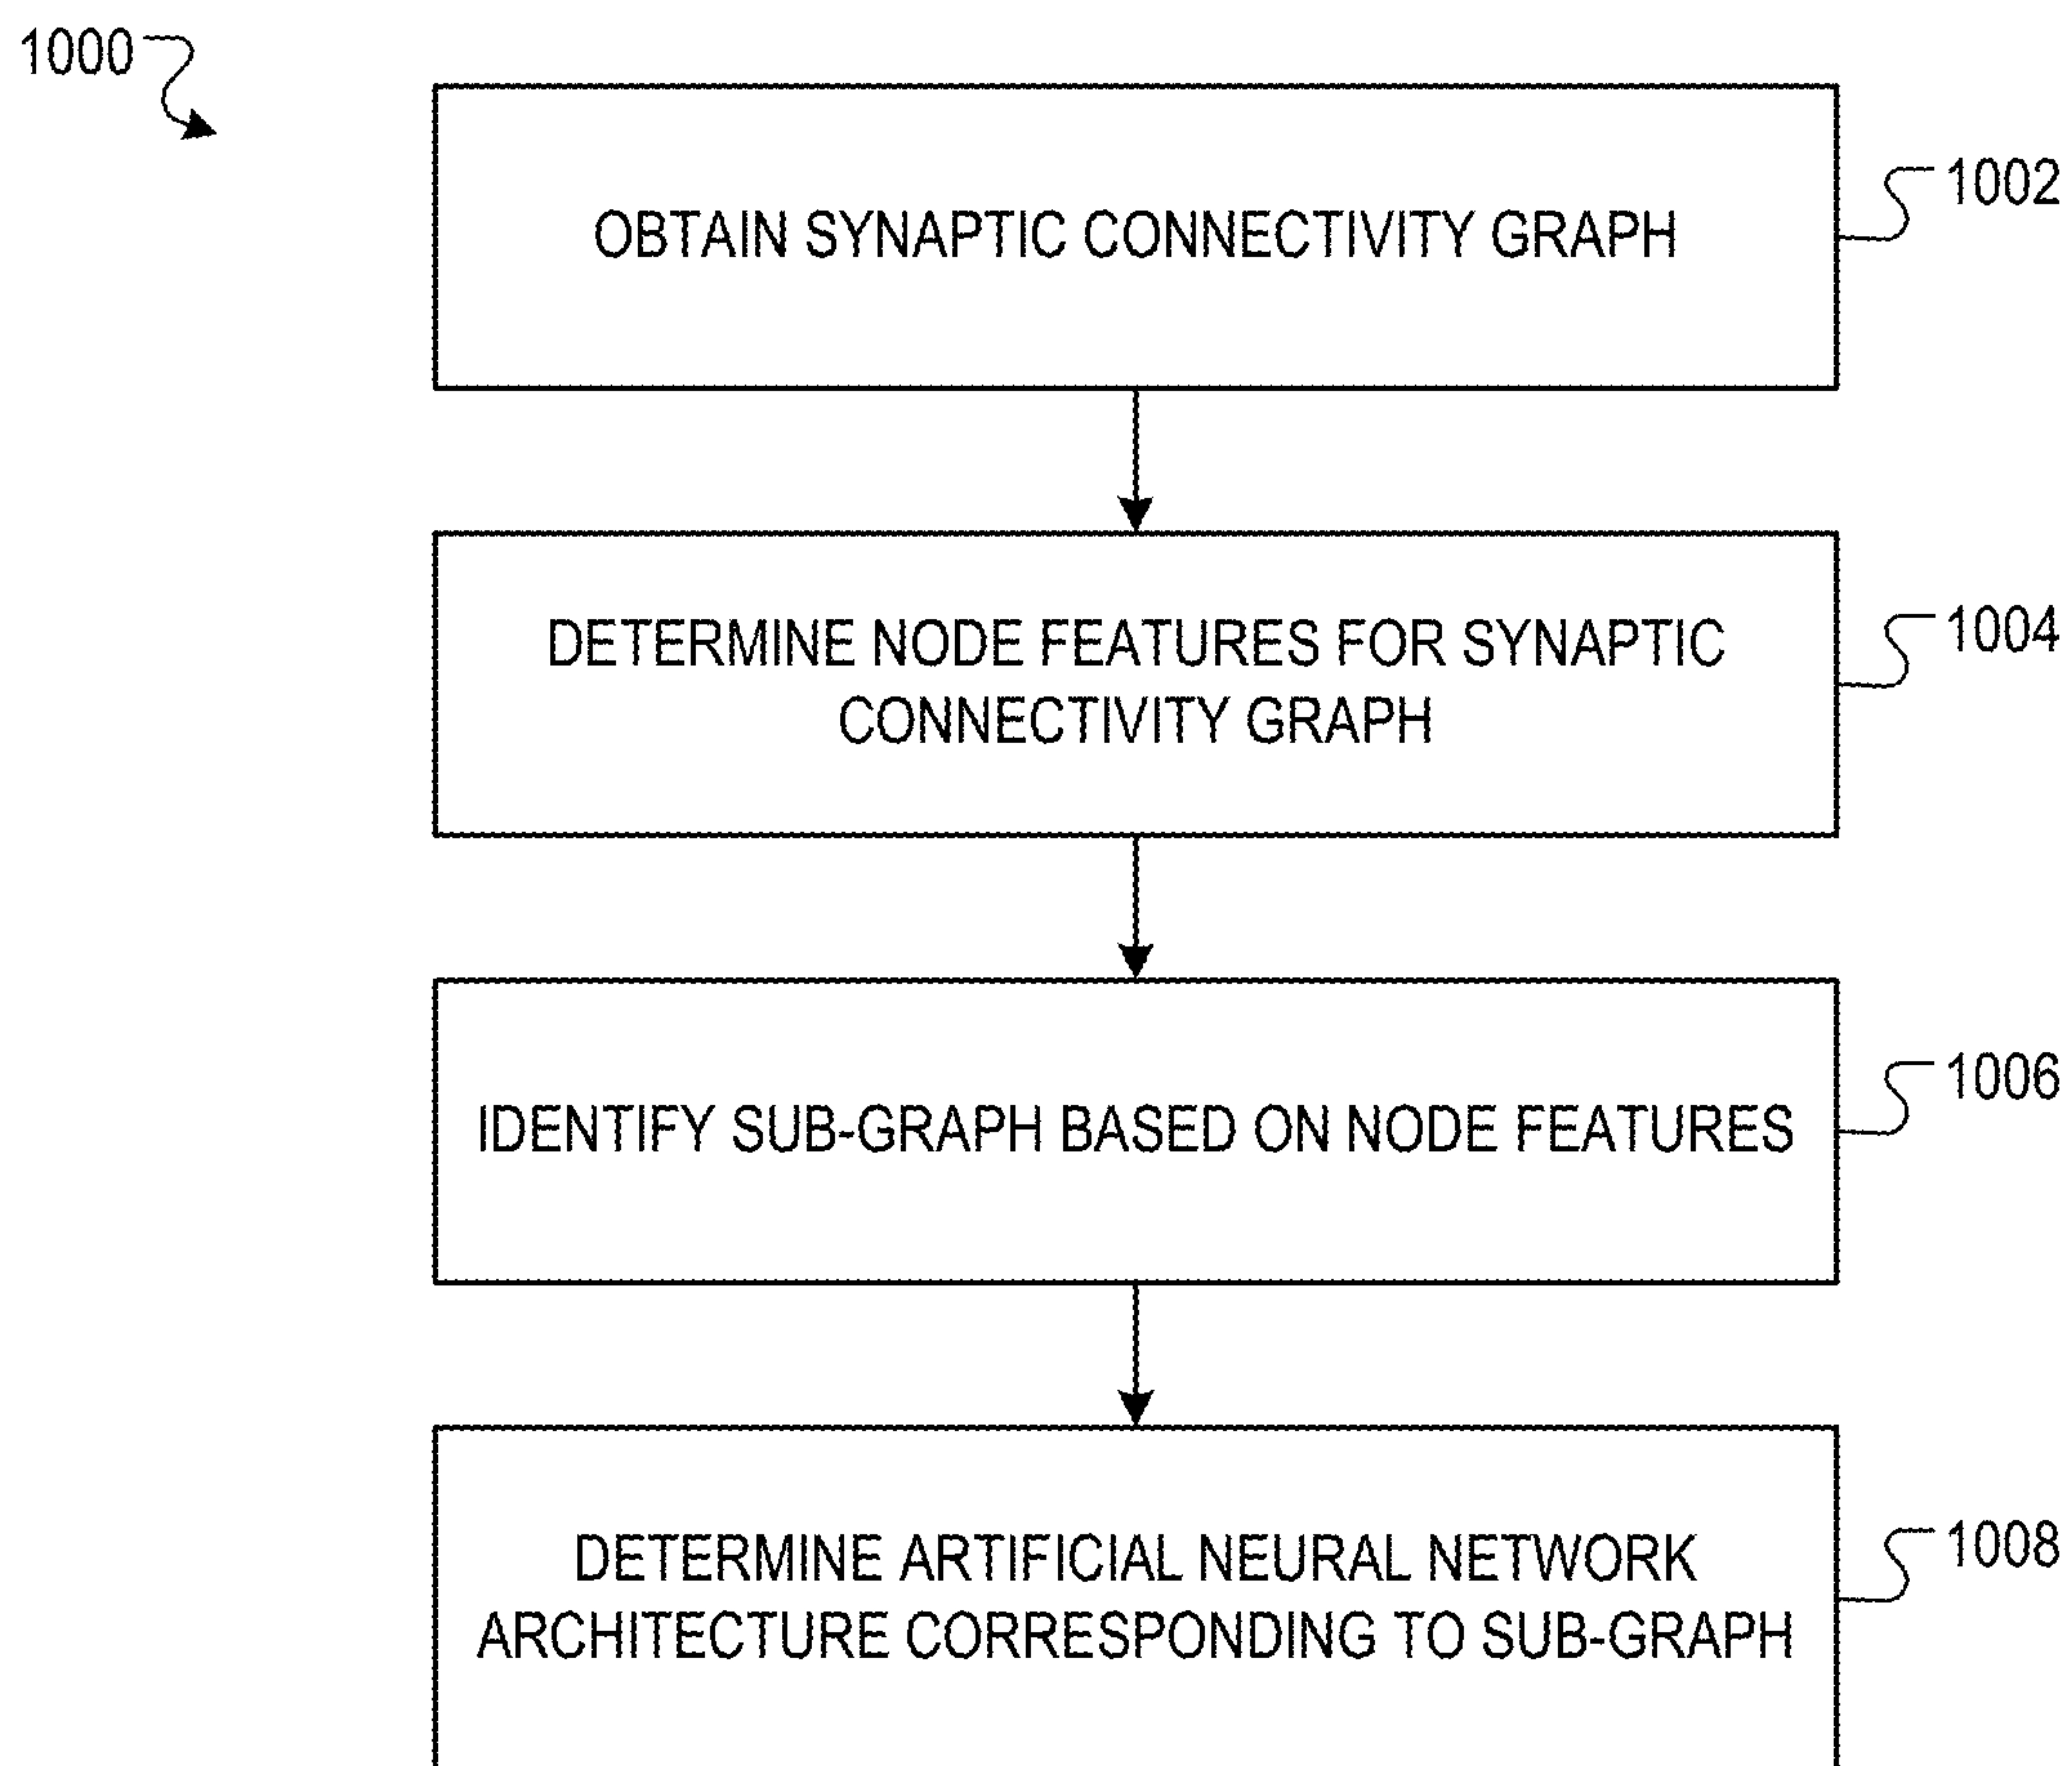 1000
OBTAIN SYNAPTIC CONNECTIVITY GRAPH
1002
DETERMINE NODE FEATURES FOR SYNAPTIC
CONNECTIVITY GRAPH
1004
IDENTIFY SUB-GRAPH BASED ON NODE FEATURES
1006
DETERMINE ARTIFICIAL NEURAL NETWORK
ARCHITECTURE CORRESPONDING TO SUB-GRAPH
1008